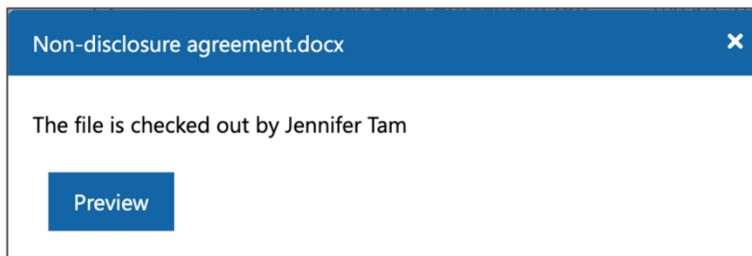 Non-disclosure agreement.docx
The file is checked out by Jennifer Tam
Preview